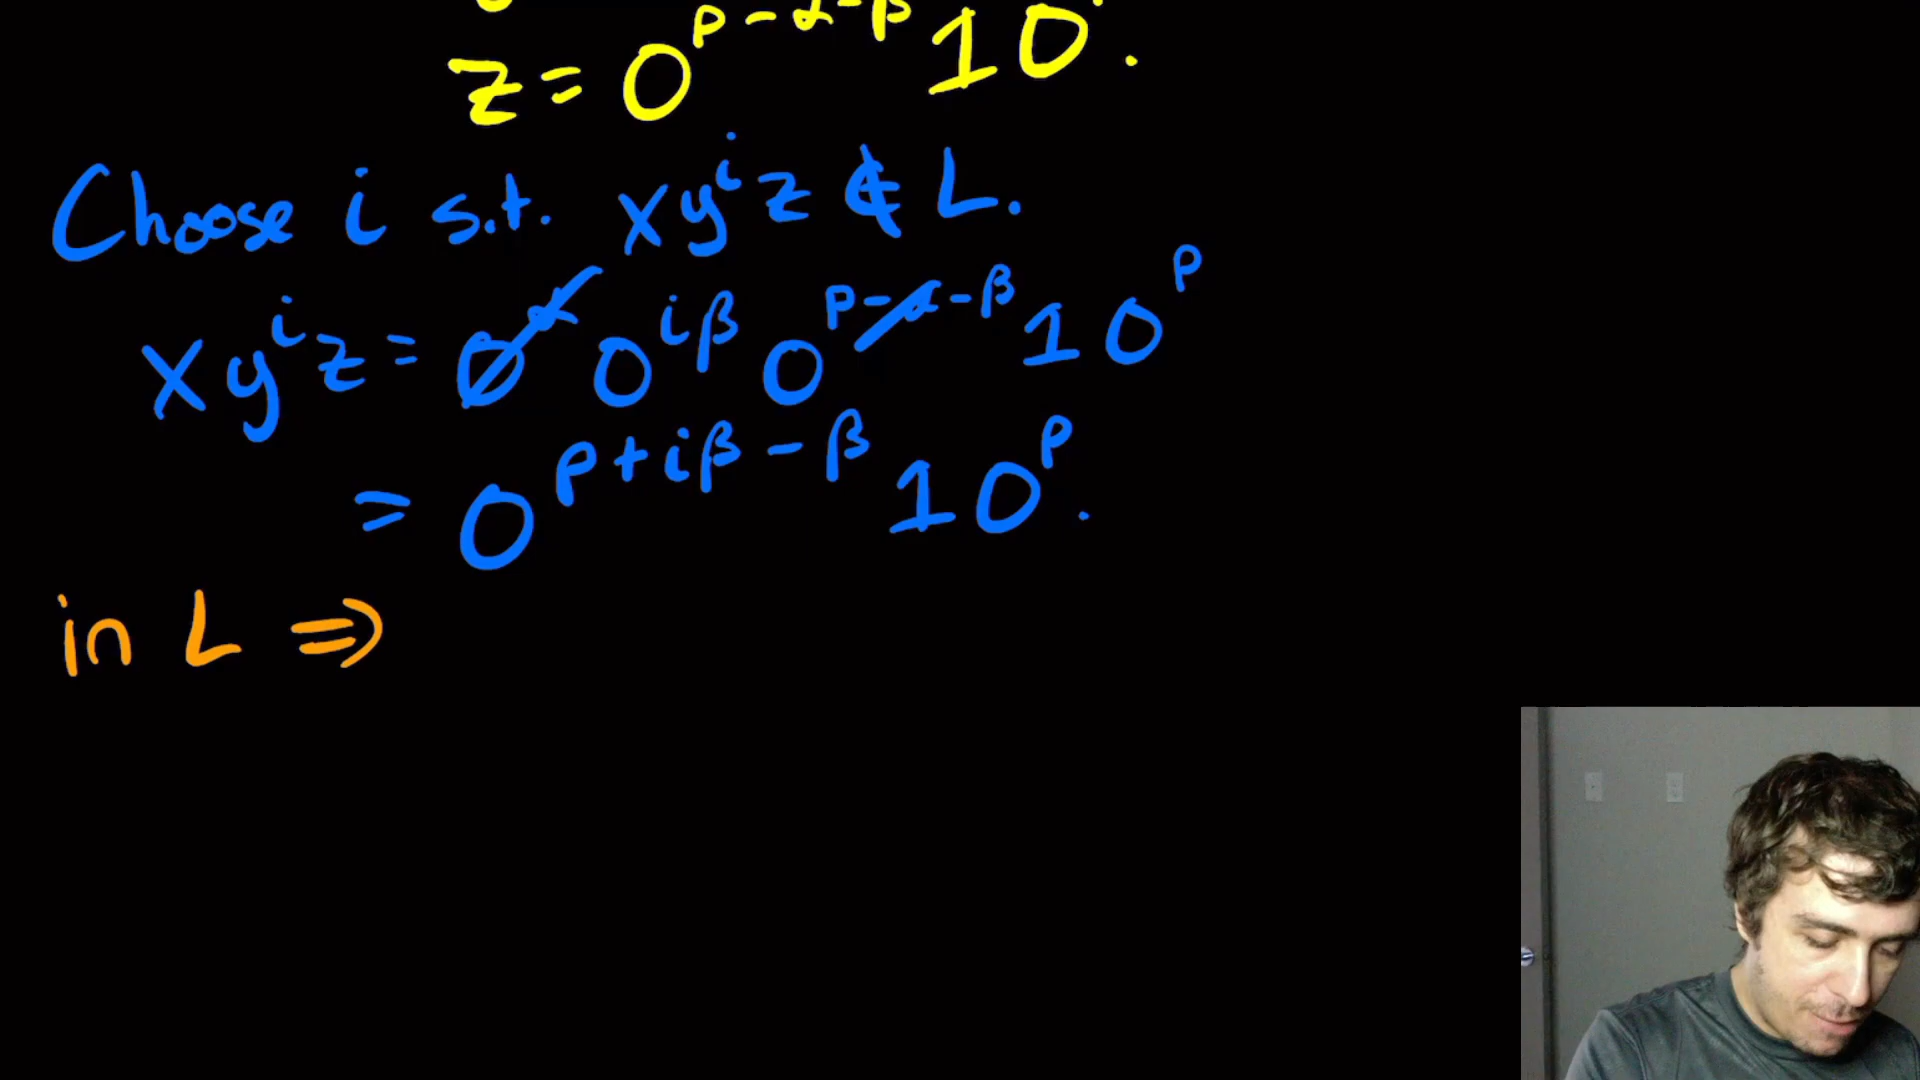 z = 0^{p-α-β} 1 0
Choose i s.t. xy^i z ∉ L.
xy^i z = 0^α 0^{iβ} 0^{p-α-β} 1 0^p
= 0^{p+iβ-β} 1 0^p.
in L ⇒